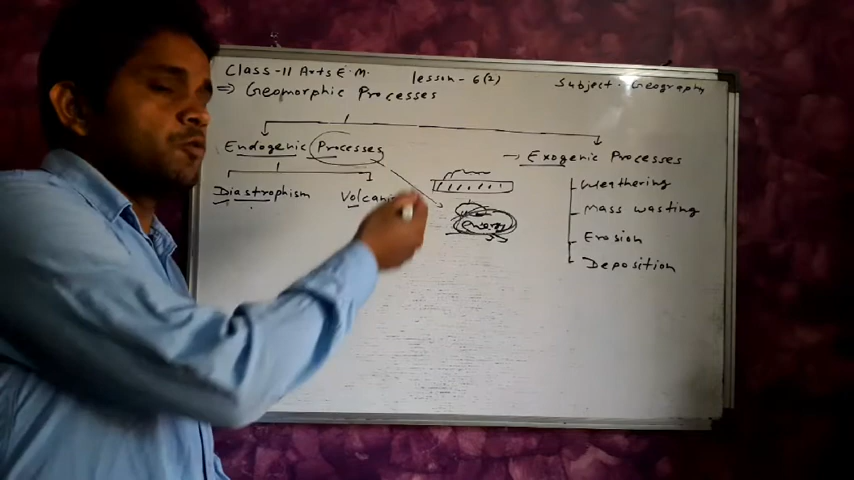 Class-11 Arts E.M. lesson-6(2) Subject. Geography
⇒ Geomorphic Processes
Endogenic Processes → Exogenic Processes
Diastrophism
Weathering
Mass wasting
Erosion
Deposition
energy